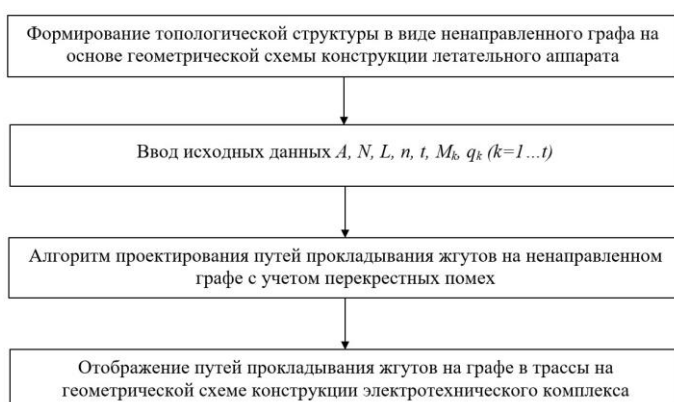 Формирование топологической структуры в виде ненаправленного графа на
основе геометрической схемы конструкции летательного аппарата
Ввод исходных данных A, N, L, n, t, Mₖ, qₖ (k=1…t)
Алгоритм проектирования путей прокладывания жгутов на ненаправленном
графе с учетом перекрестных помех
Отображение путей прокладывания жгутов на графе в трассы на
геометрической схеме конструкции электротехнического комплекса